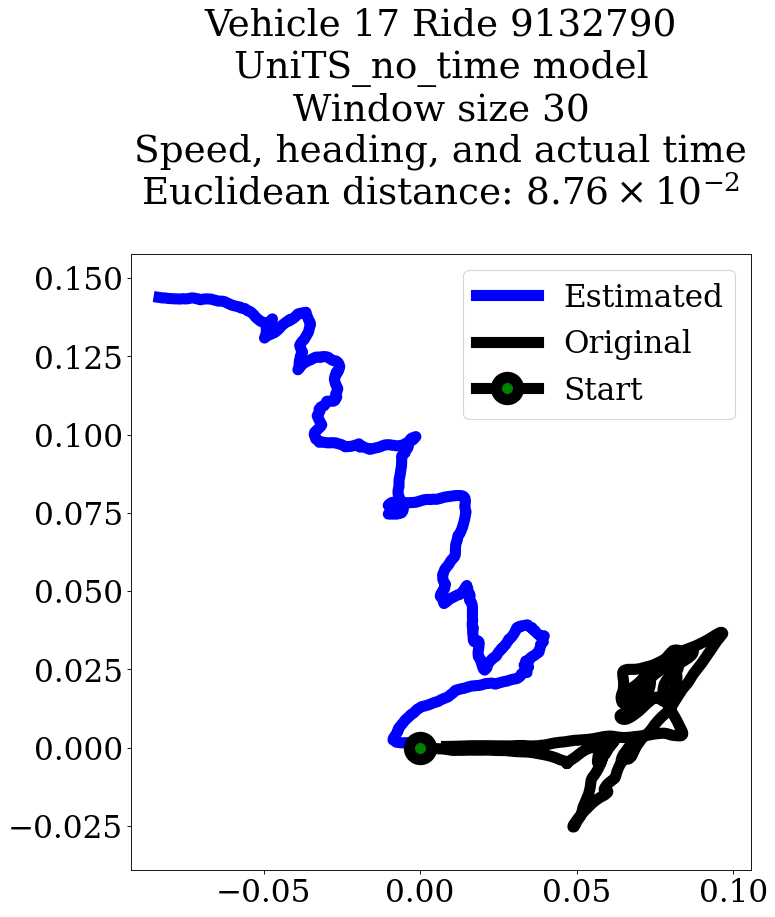 Vehicle 17 Ride 9132790
UniTS_no_time model
Window size 30
Speed, heading, and actual time
Euclidean distance: 8.76 × 10⁻²
Estimated
Original
Start
0.150
0.125
0.100
0.075
0.050
0.025
0.000
−0.025
−0.05
0.00
0.05
0.10